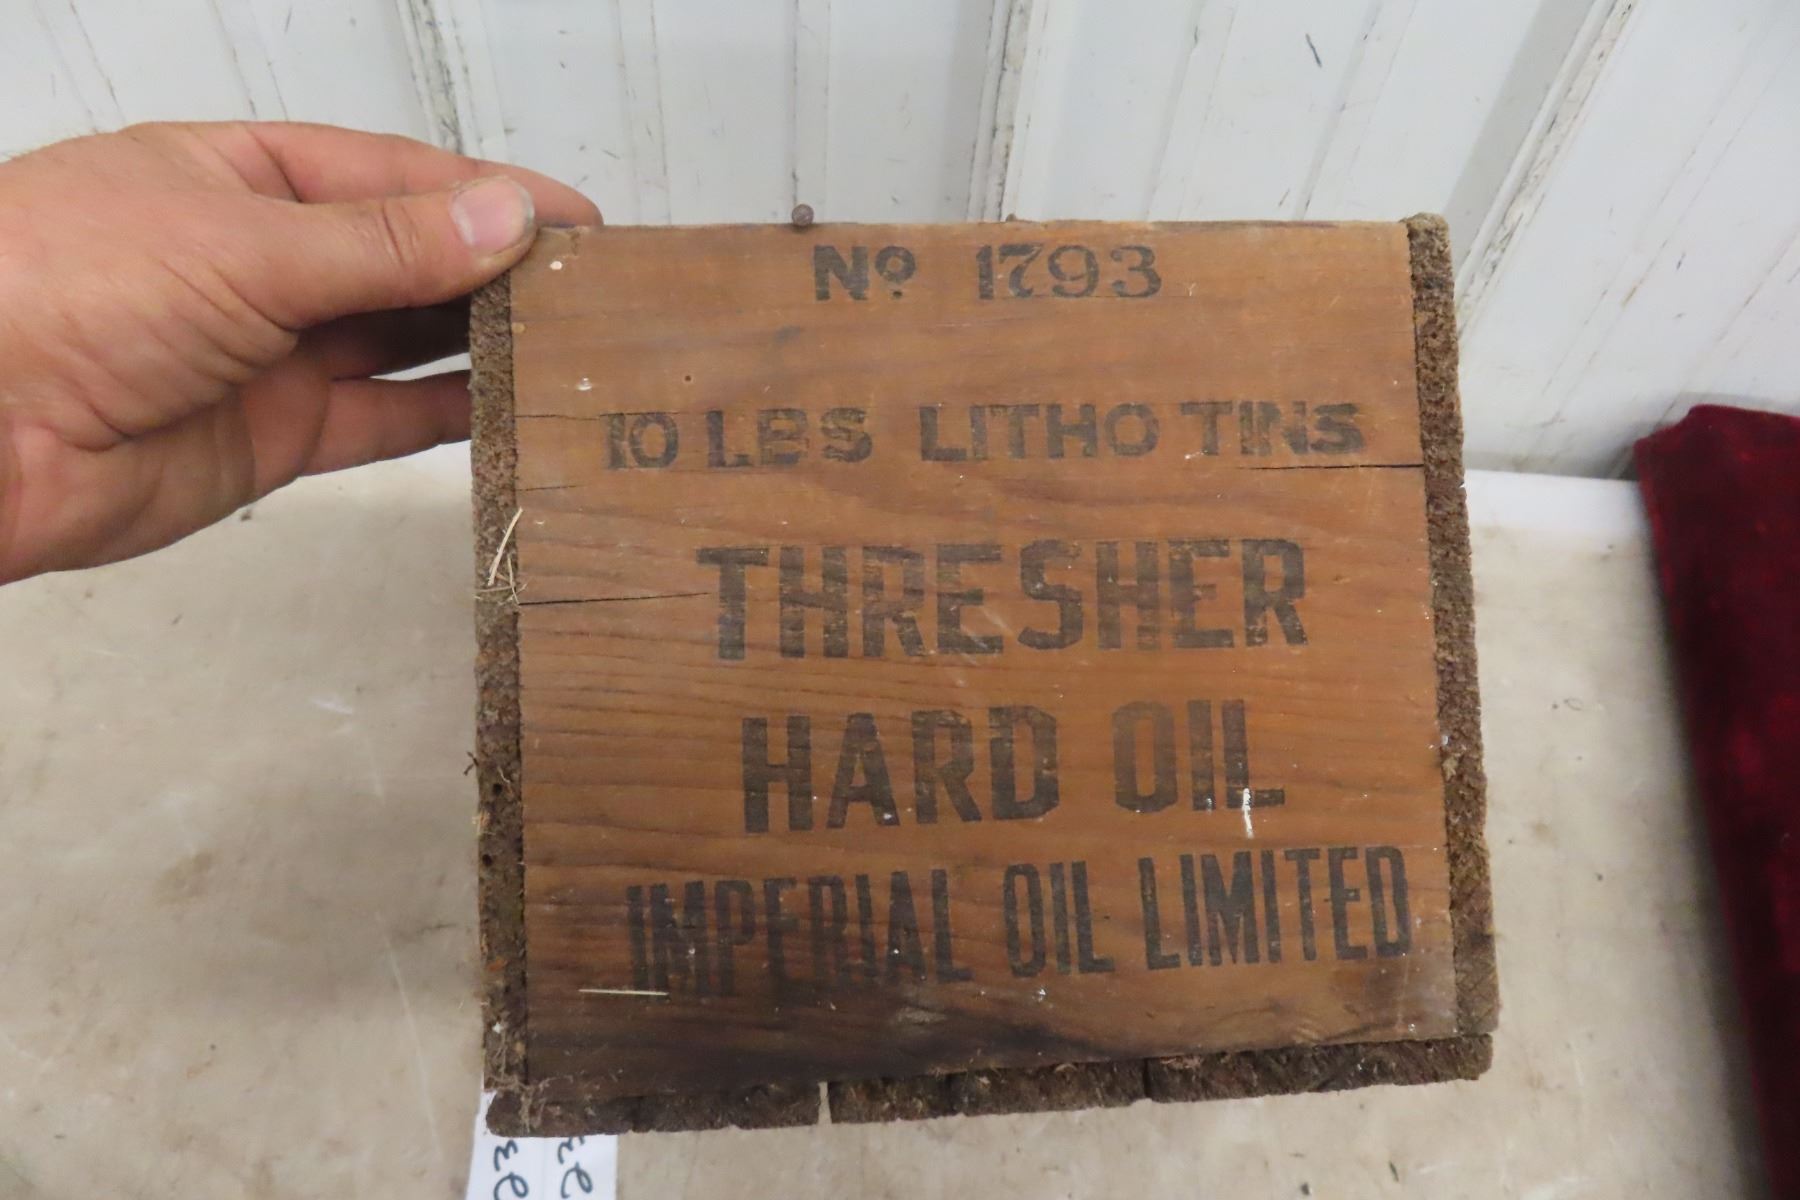 Nº 1793
10 LBS LITHO TINS
THRESHER
HARD OIL
IMPERIAL OIL LIMITED